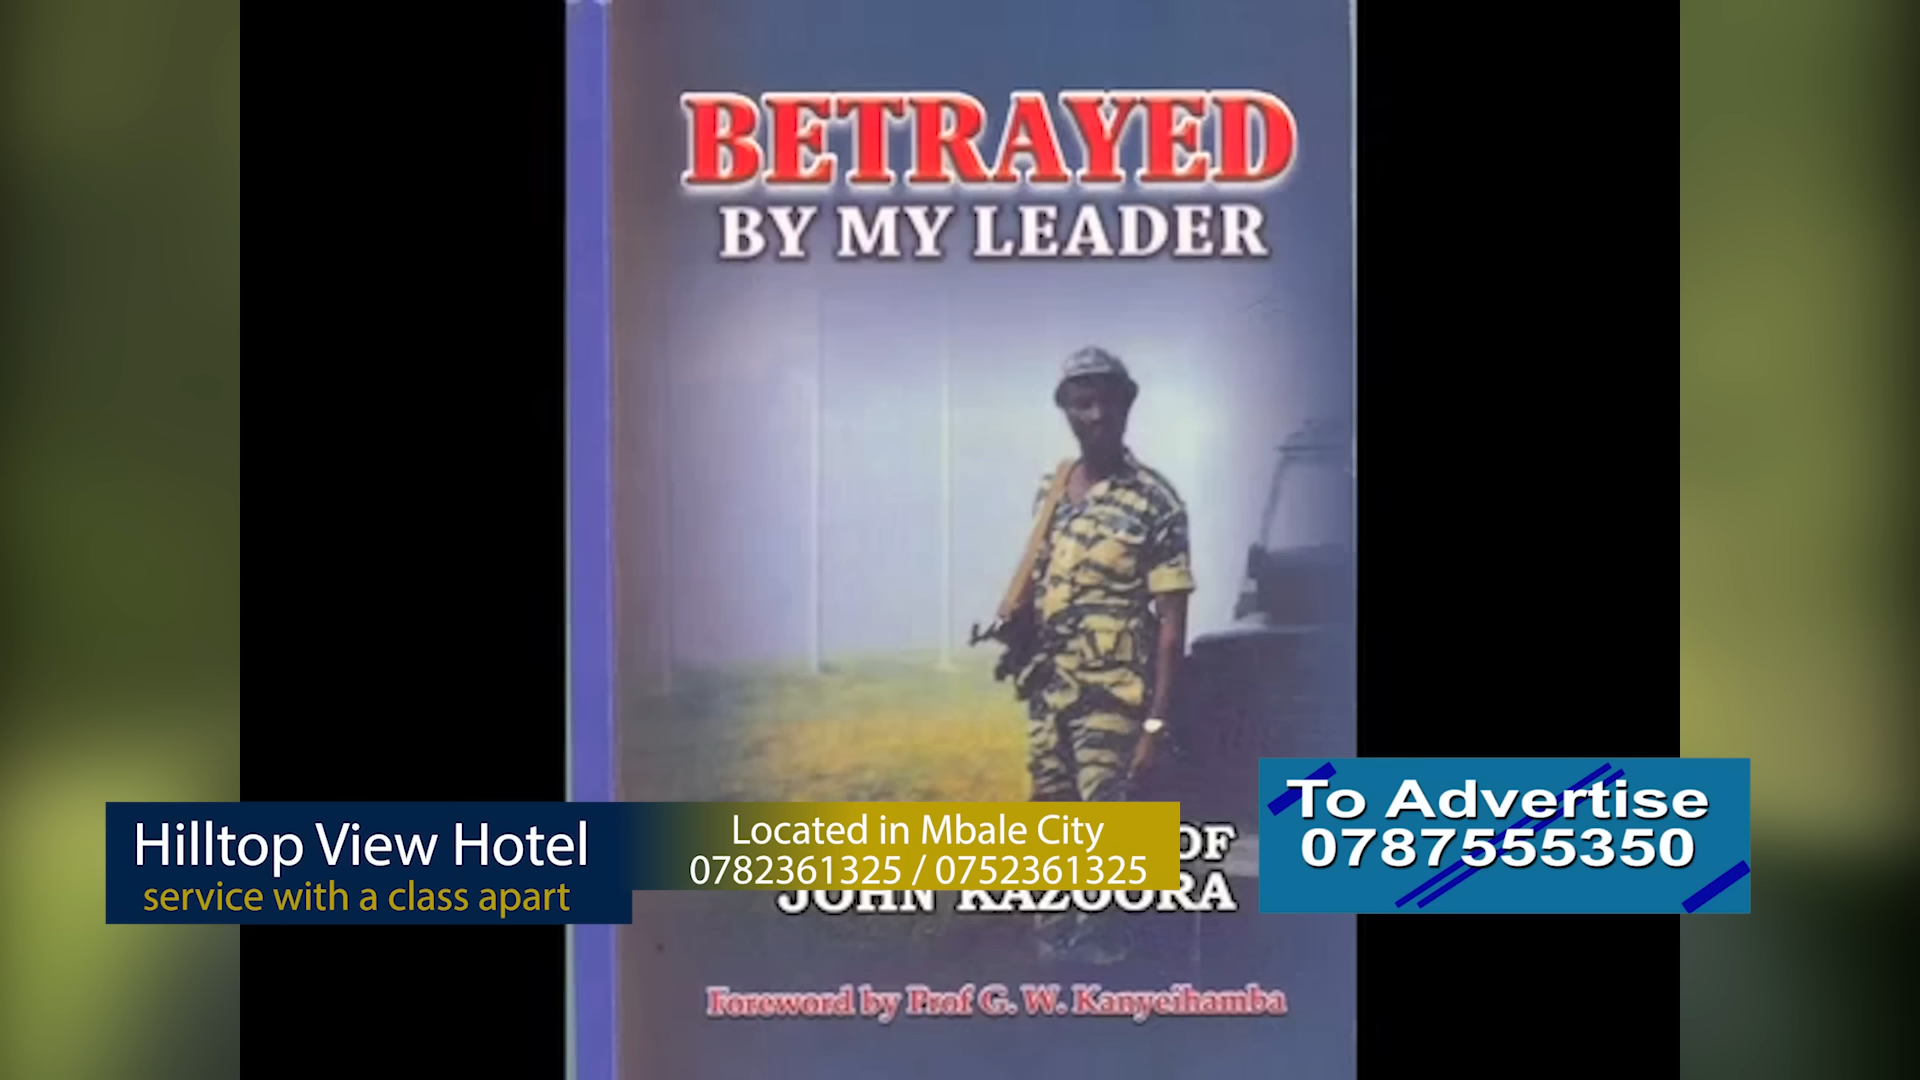 BETRAYED
BY MY LEADER
Hilltop View Hotel
service with a class apart
Located in Mbale City
0782361325 / 0752361325
To Advertise
0787555350
OF
JOHN KAZOORA
Foreword by Prof G. W. Kanyeihamba